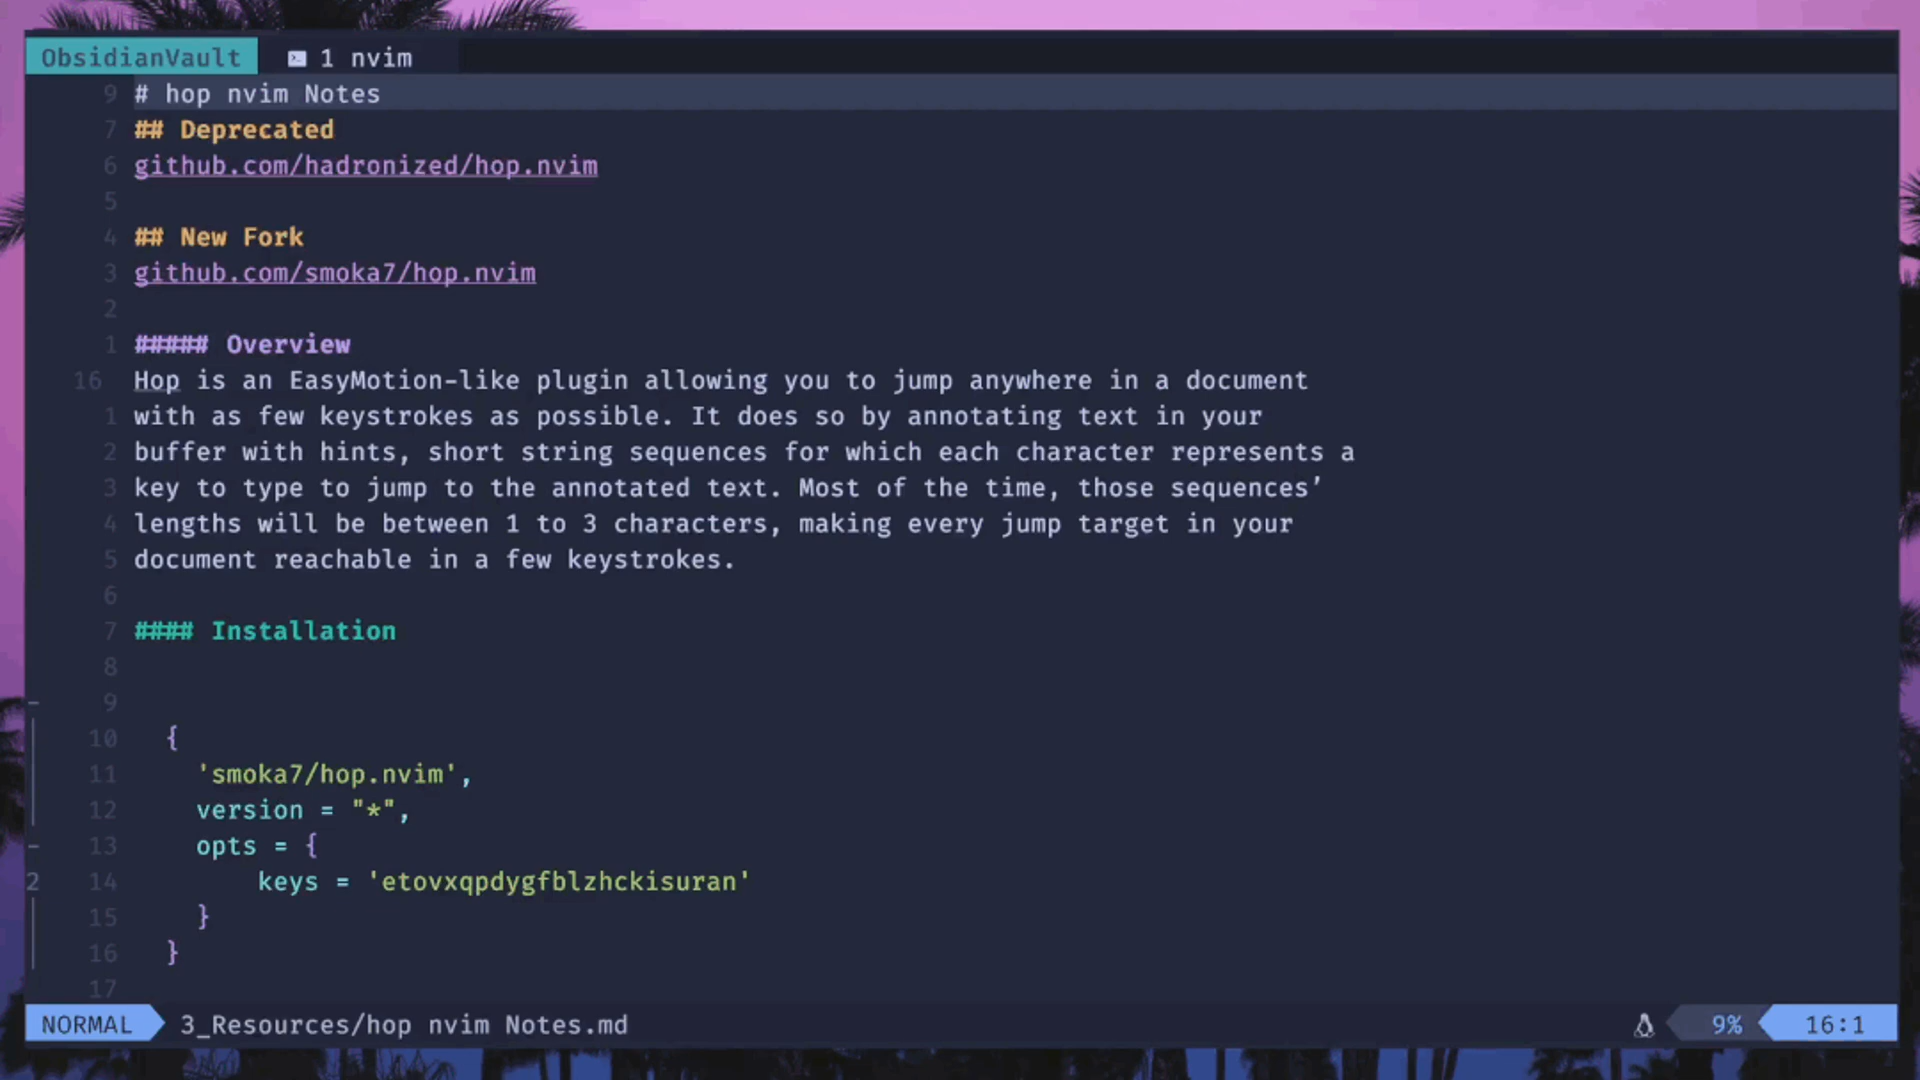 ObsidianVault 1 nvim
9 # hop nvim Notes
7 ## Deprecated
6 github.com/hadronized/hop.nvim
5
4 ## New Fork
3 github.com/smoka7/hop.nvim
2
1 ##### Overview
16 Hop is an EasyMotion-like plugin allowing you to jump anywhere in a document
1 with as few keystrokes as possible. It does so by annotating text in your
2 buffer with hints, short string sequences for which each character represents a
3 key to type to jump to the annotated text. Most of the time, those sequences’
4 lengths will be between 1 to 3 characters, making every jump target in your
5 document reachable in a few keystrokes.
6
7 #### Installation
8
- 9
10 {
11 'smoka7/hop.nvim',
12 version = "*",
- 13 opts = {
2 14 keys = 'etovxqpdygfblzhckisuran'
15 }
16 }
17
NORMAL 3_Resources/hop nvim Notes.md 9% 16:1